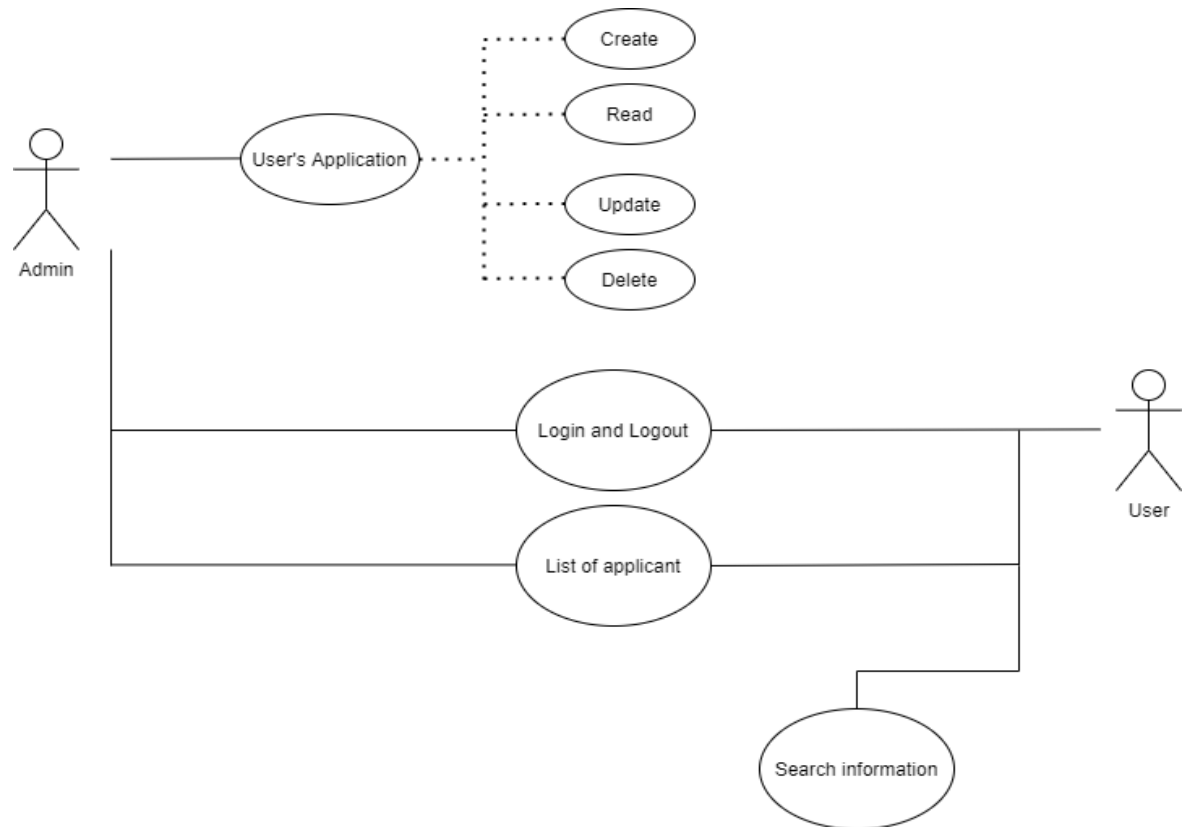 Create
Read
User's Application
Update
Admin
Delete
Login and Logout
User
List of applicant
Search information